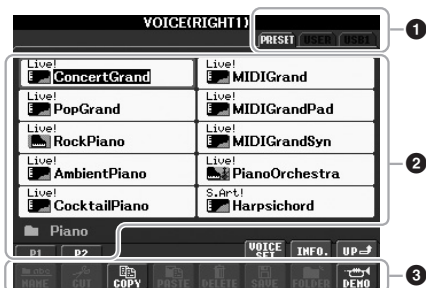 VOICE(RIGHT1)
PRESET USER USB1
1
Live!
ConcertGrand
Live!
MIDIGrand
Live!
PopGrand
Live!
MIDIGrandPad
Live!
RockPiano
Live!
MIDIGrandSyn
Live!
AmbientPiano
Live!
PianoOrchestra
Live!
CocktailPiano
S.Art!
Harpsichord
2
Piano
P1 P2 VOICE SET INFO. UP
NAME CUT COPY PASTE DELETE SAVE FOLDER DEMO
3